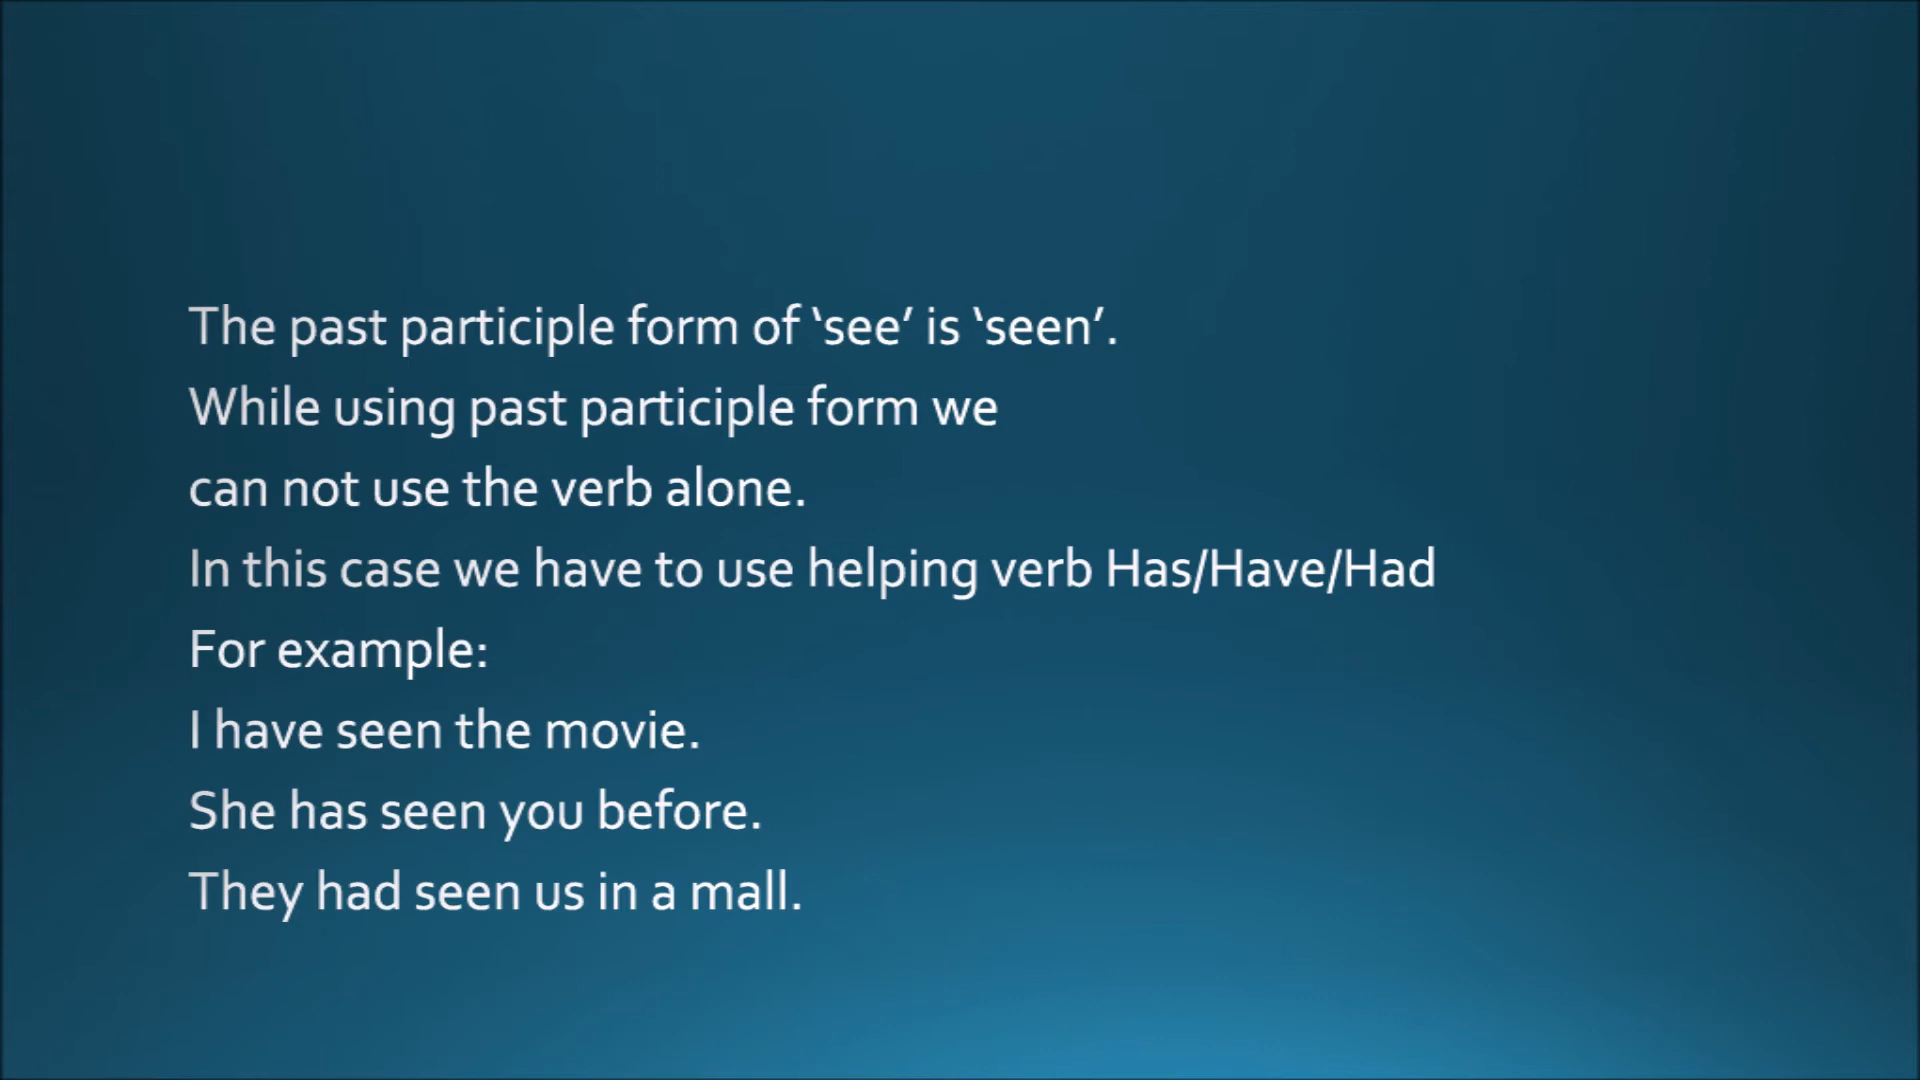 The past participle form of ‘see’ is ‘seen’.
While using past participle form we
can not use the verb alone.
In this case we have to use helping verb Has/Have/Had
For example:
I have seen the movie.
She has seen you before.
They had seen us in a mall.